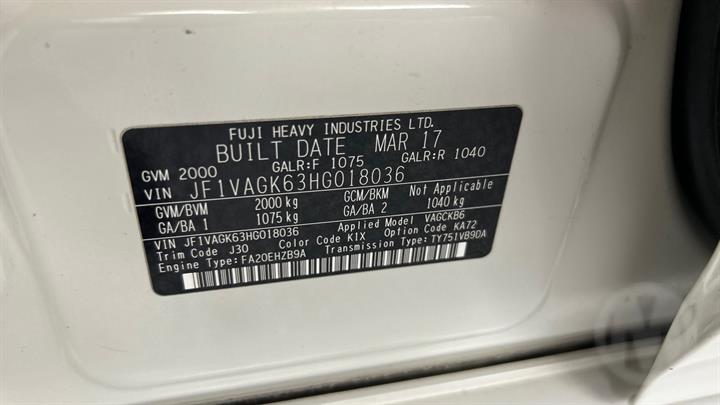 FUJI HEAVY INDUSTRIES LTD.
BUILT DATE MAR 17
GVM 2000 GALR:F 1075 GALR:R 1040
VIN JF1VAGK63HG018036
GVM/BVM 2000 kg GCM/BKM Not Applicable
GA/BA 1 1075 kg GA/BA 2 1040 kg
VIN JF1VAGK63HG018036 Applied Model VAGCKB6
Trim Code J30 Color Code K1X Option Code KA72
Engine Type: FA20EHZB9A Transmission Type: TY751VB9DA